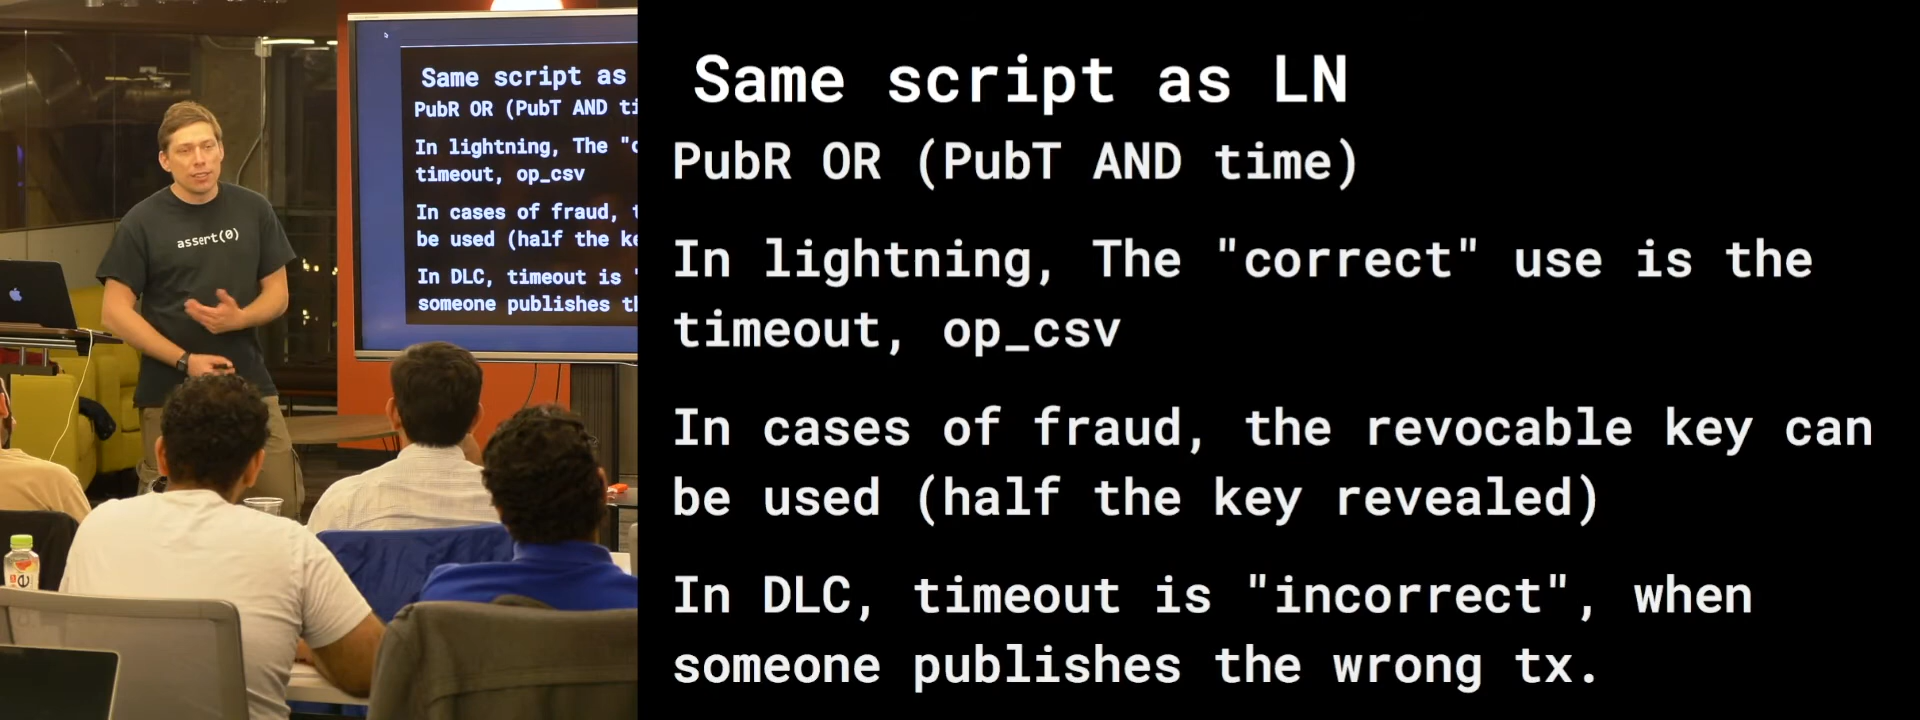 assert(0)
Same script as
PubR OR (PubT AND ti
In lightning, The "c
timeout, op_csv
In cases of fraud, t
be used (half the ke
In DLC, timeout is "
someone publishes th
Same script as LN
PubR OR (PubT AND time)
In lightning, The "correct" use is the
timeout, op_csv
In cases of fraud, the revocable key can
be used (half the key revealed)
In DLC, timeout is "incorrect", when
someone publishes the wrong tx.